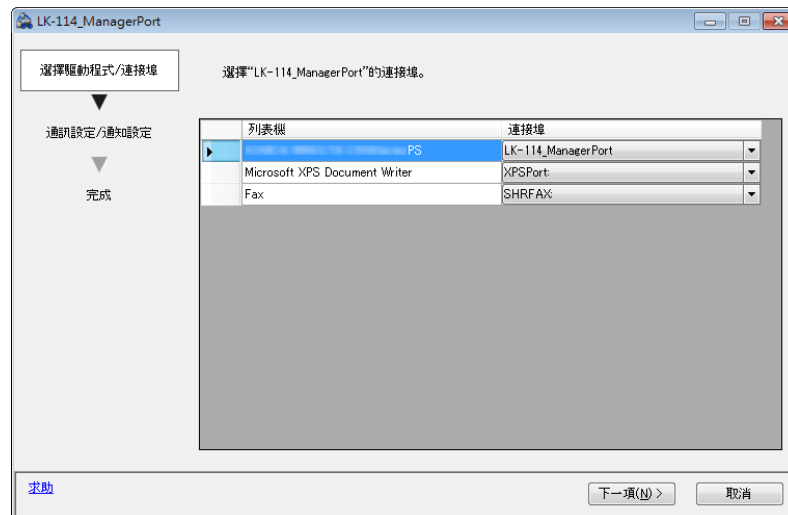 LK-114_ManagerPort
選擇驅動程式/連接埠
選擇“LK-114_ManagerPort”的連接埠。
通訊設定/通知設定
完成
列表機 連接埠
PS LK-114_ManagerPort
Microsoft XPS Document Writer XPSPort:
Fax SHRFAX:
求助
下一項(N) >
取消